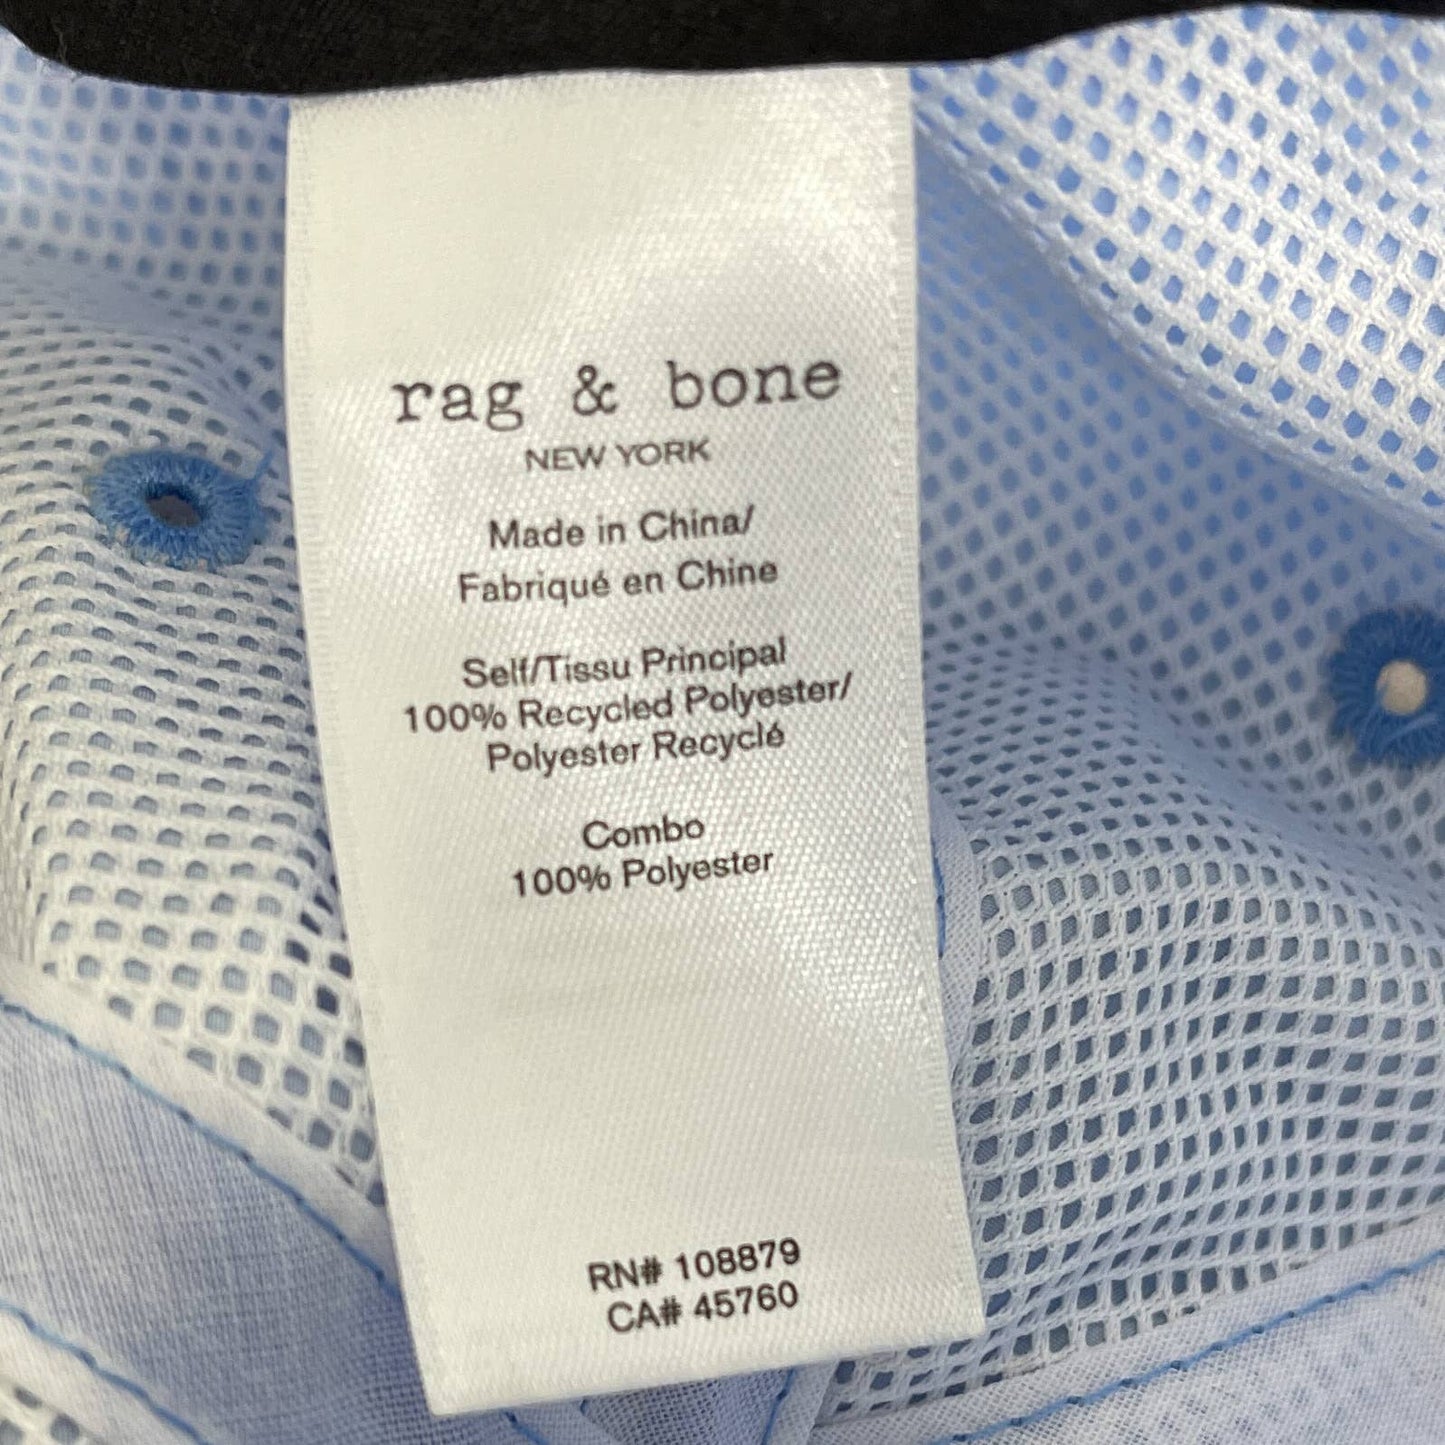 rag & bone
NEW YORK
Made in China/
Fabriqué en Chine
Self/Tissu Principal
100% Recycled Polyester/
Polyester Recyclé
Combo
100% Polyester
RN# 108879
CA# 45760